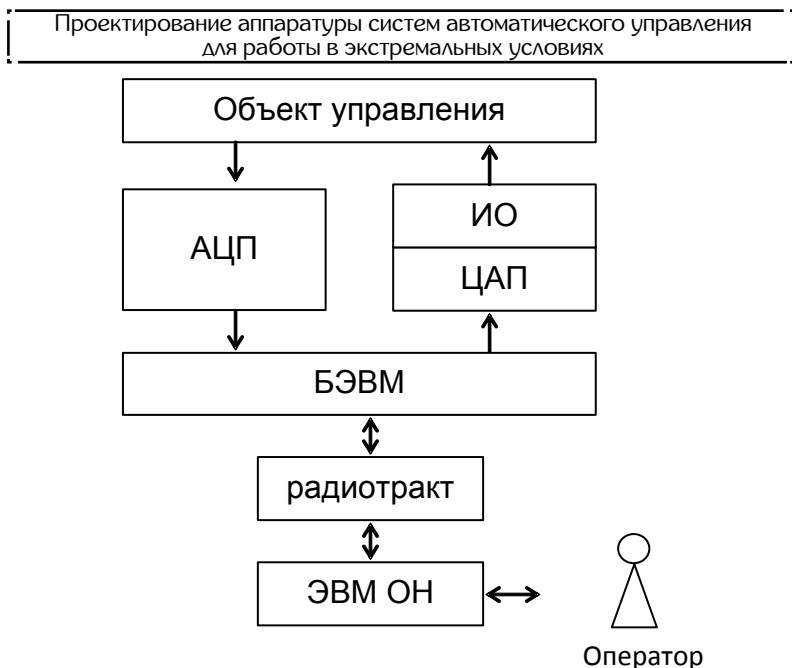 Проектирование аппаратуры систем автоматического управления
для работы в экстремальных условиях
Объект управления
АЦП
ИО
ЦАП
БЭВМ
радиотракт
ЭВМ ОН
Оператор